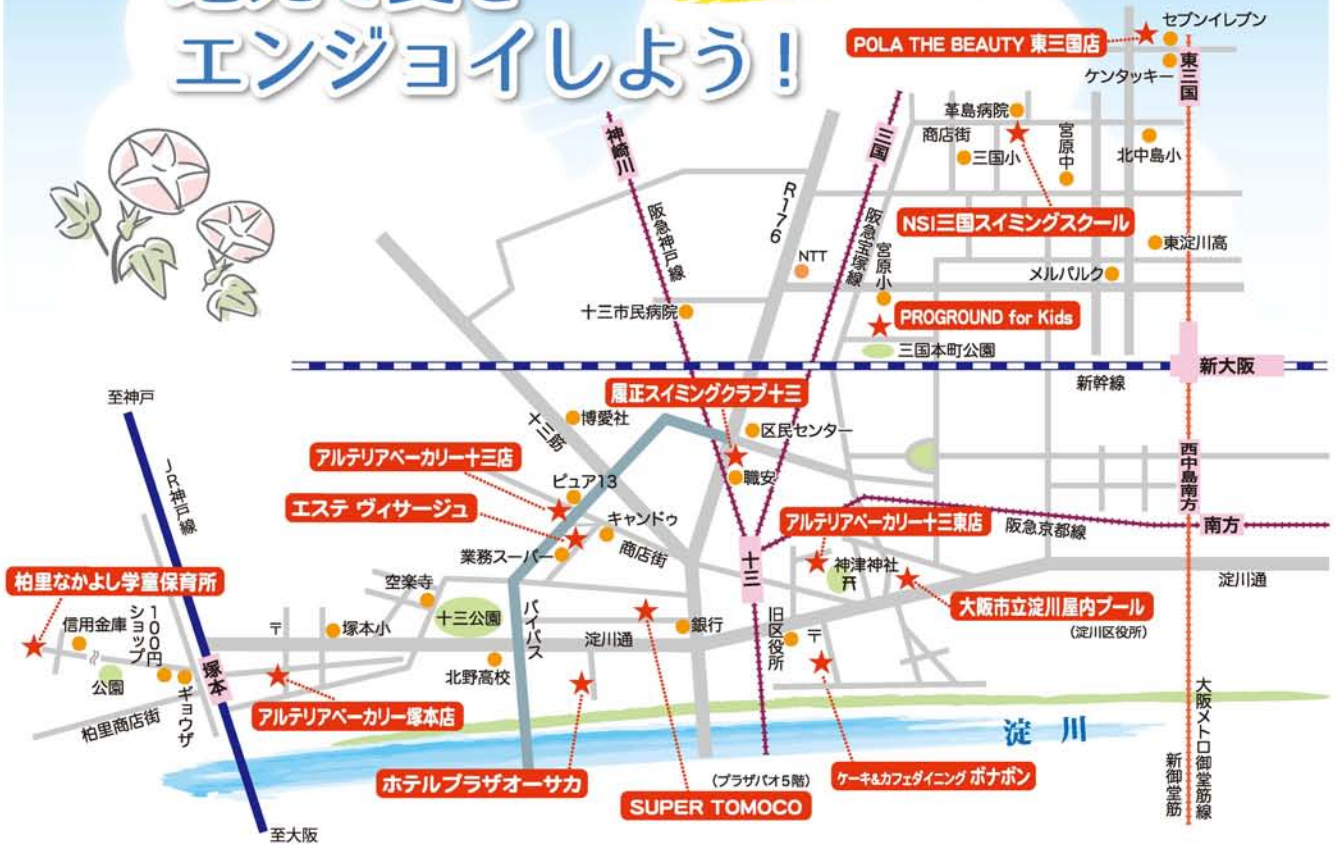 エンジョイしよう!
セブンイレブン
POLA THE BEAUTY 東三国店
ケンタッキー
東三国
革島病院
商店街
三国小
宮原中
北中島小
神崎川
三国
R176
阪急神戸線
阪急宝塚線
NSI三国スイミングスクール
東淀川高
NTT
宮原小
メルパルク
十三市民病院
PROGROUND for Kids
三国本町公園
新大阪
新幹線
至神戸
履正スイミングクラブ十三
博愛社
区民センター
十三筋
アルテリアベーカリー十三店
西中島南方
JR神戸線
ピュア13
職安
エステ ヴィサージュ
キャンドゥ
商店街
アルテリアベーカリー十三東店
阪急京都線
南方
業務スーパー
十三
神津神社
淀川通
柏里なかよし学童保育所
空楽寺
大阪市立淀川屋内プール
(淀川区役所)
信用金庫
100円ショップ
〒
塚本小
十三公園
バイパス
淀川通
銀行
旧区役所
〒
塚本
北野高校
公園
ギョウザ
アルテリアベーカリー塚本店
柏里商店街
淀 川
大阪メトロ御堂筋線
新御堂筋
ホテルプラザオーサカ
(プラザパオ5階)
ケーキ&カフェダイニング ボナボン
SUPER TOMOCO
至大阪